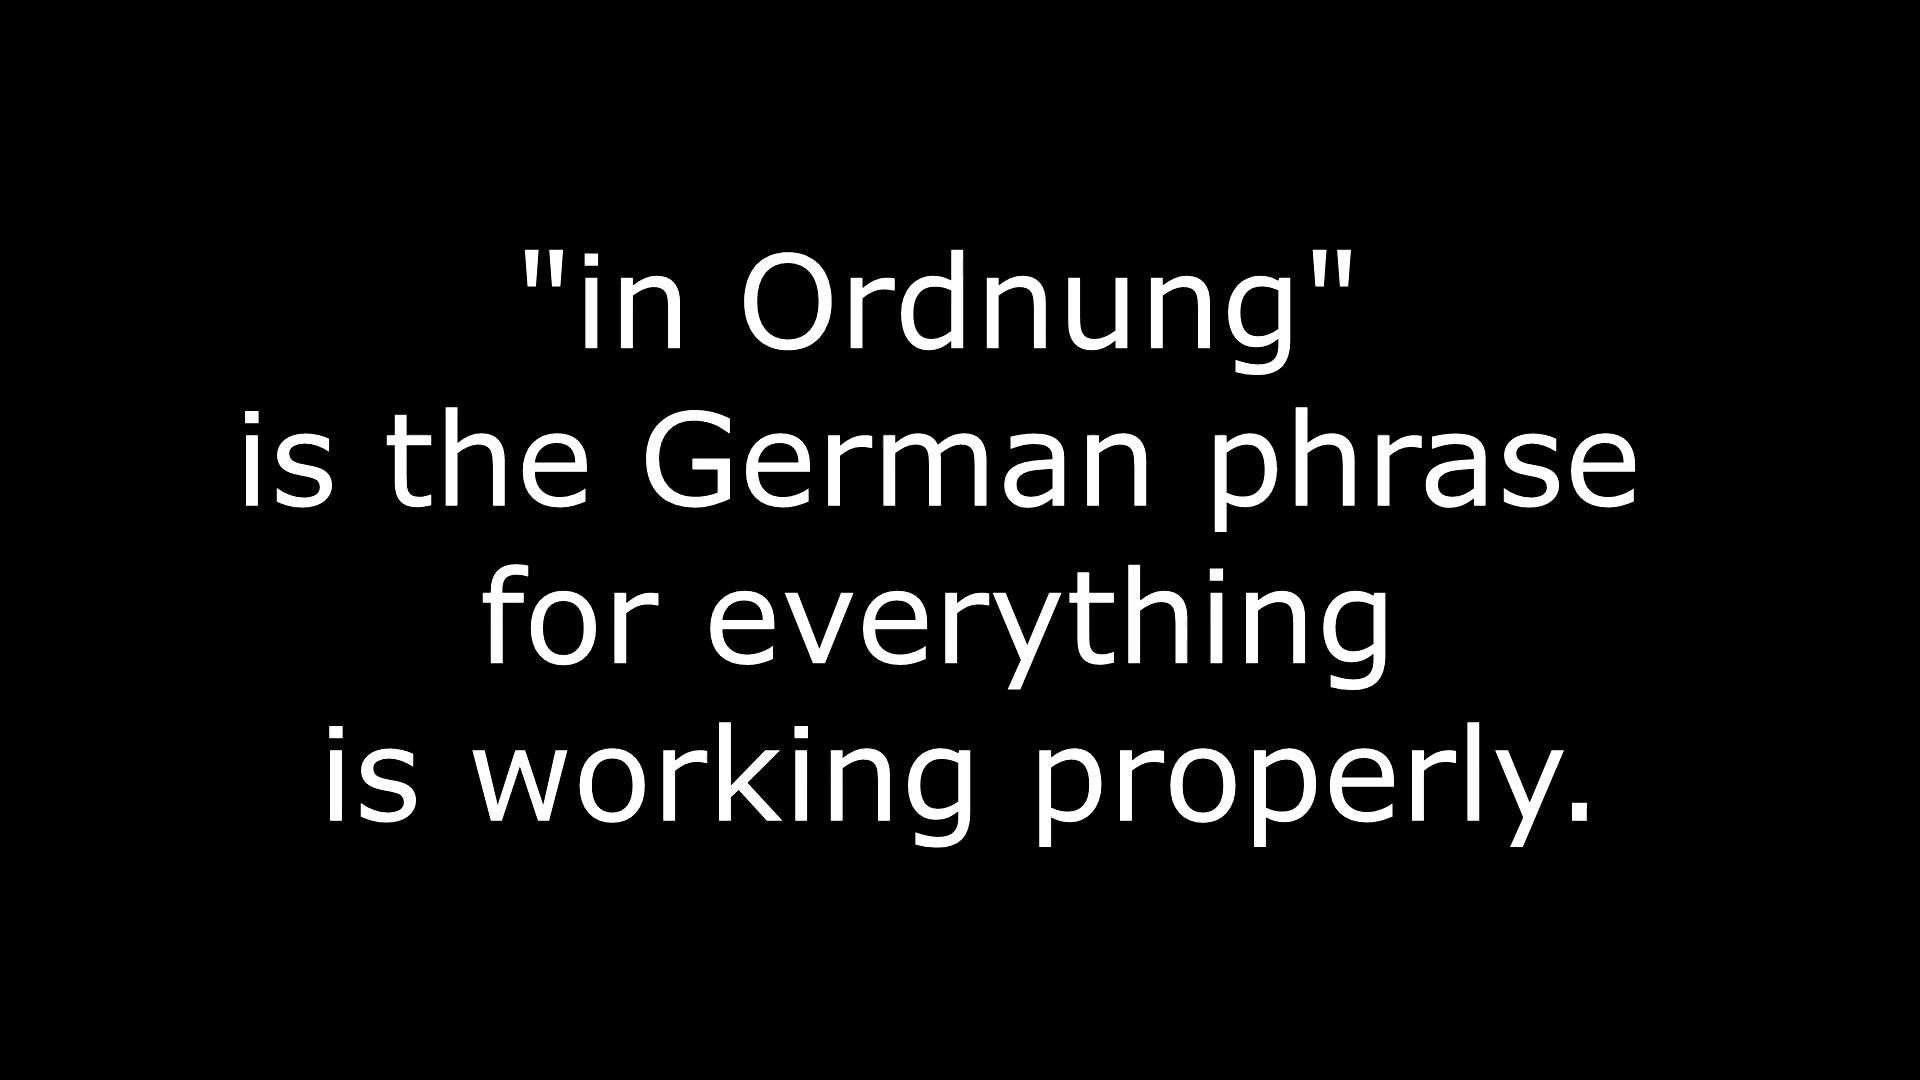 "in Ordnung"
is the German phrase
for everything
is working properly.